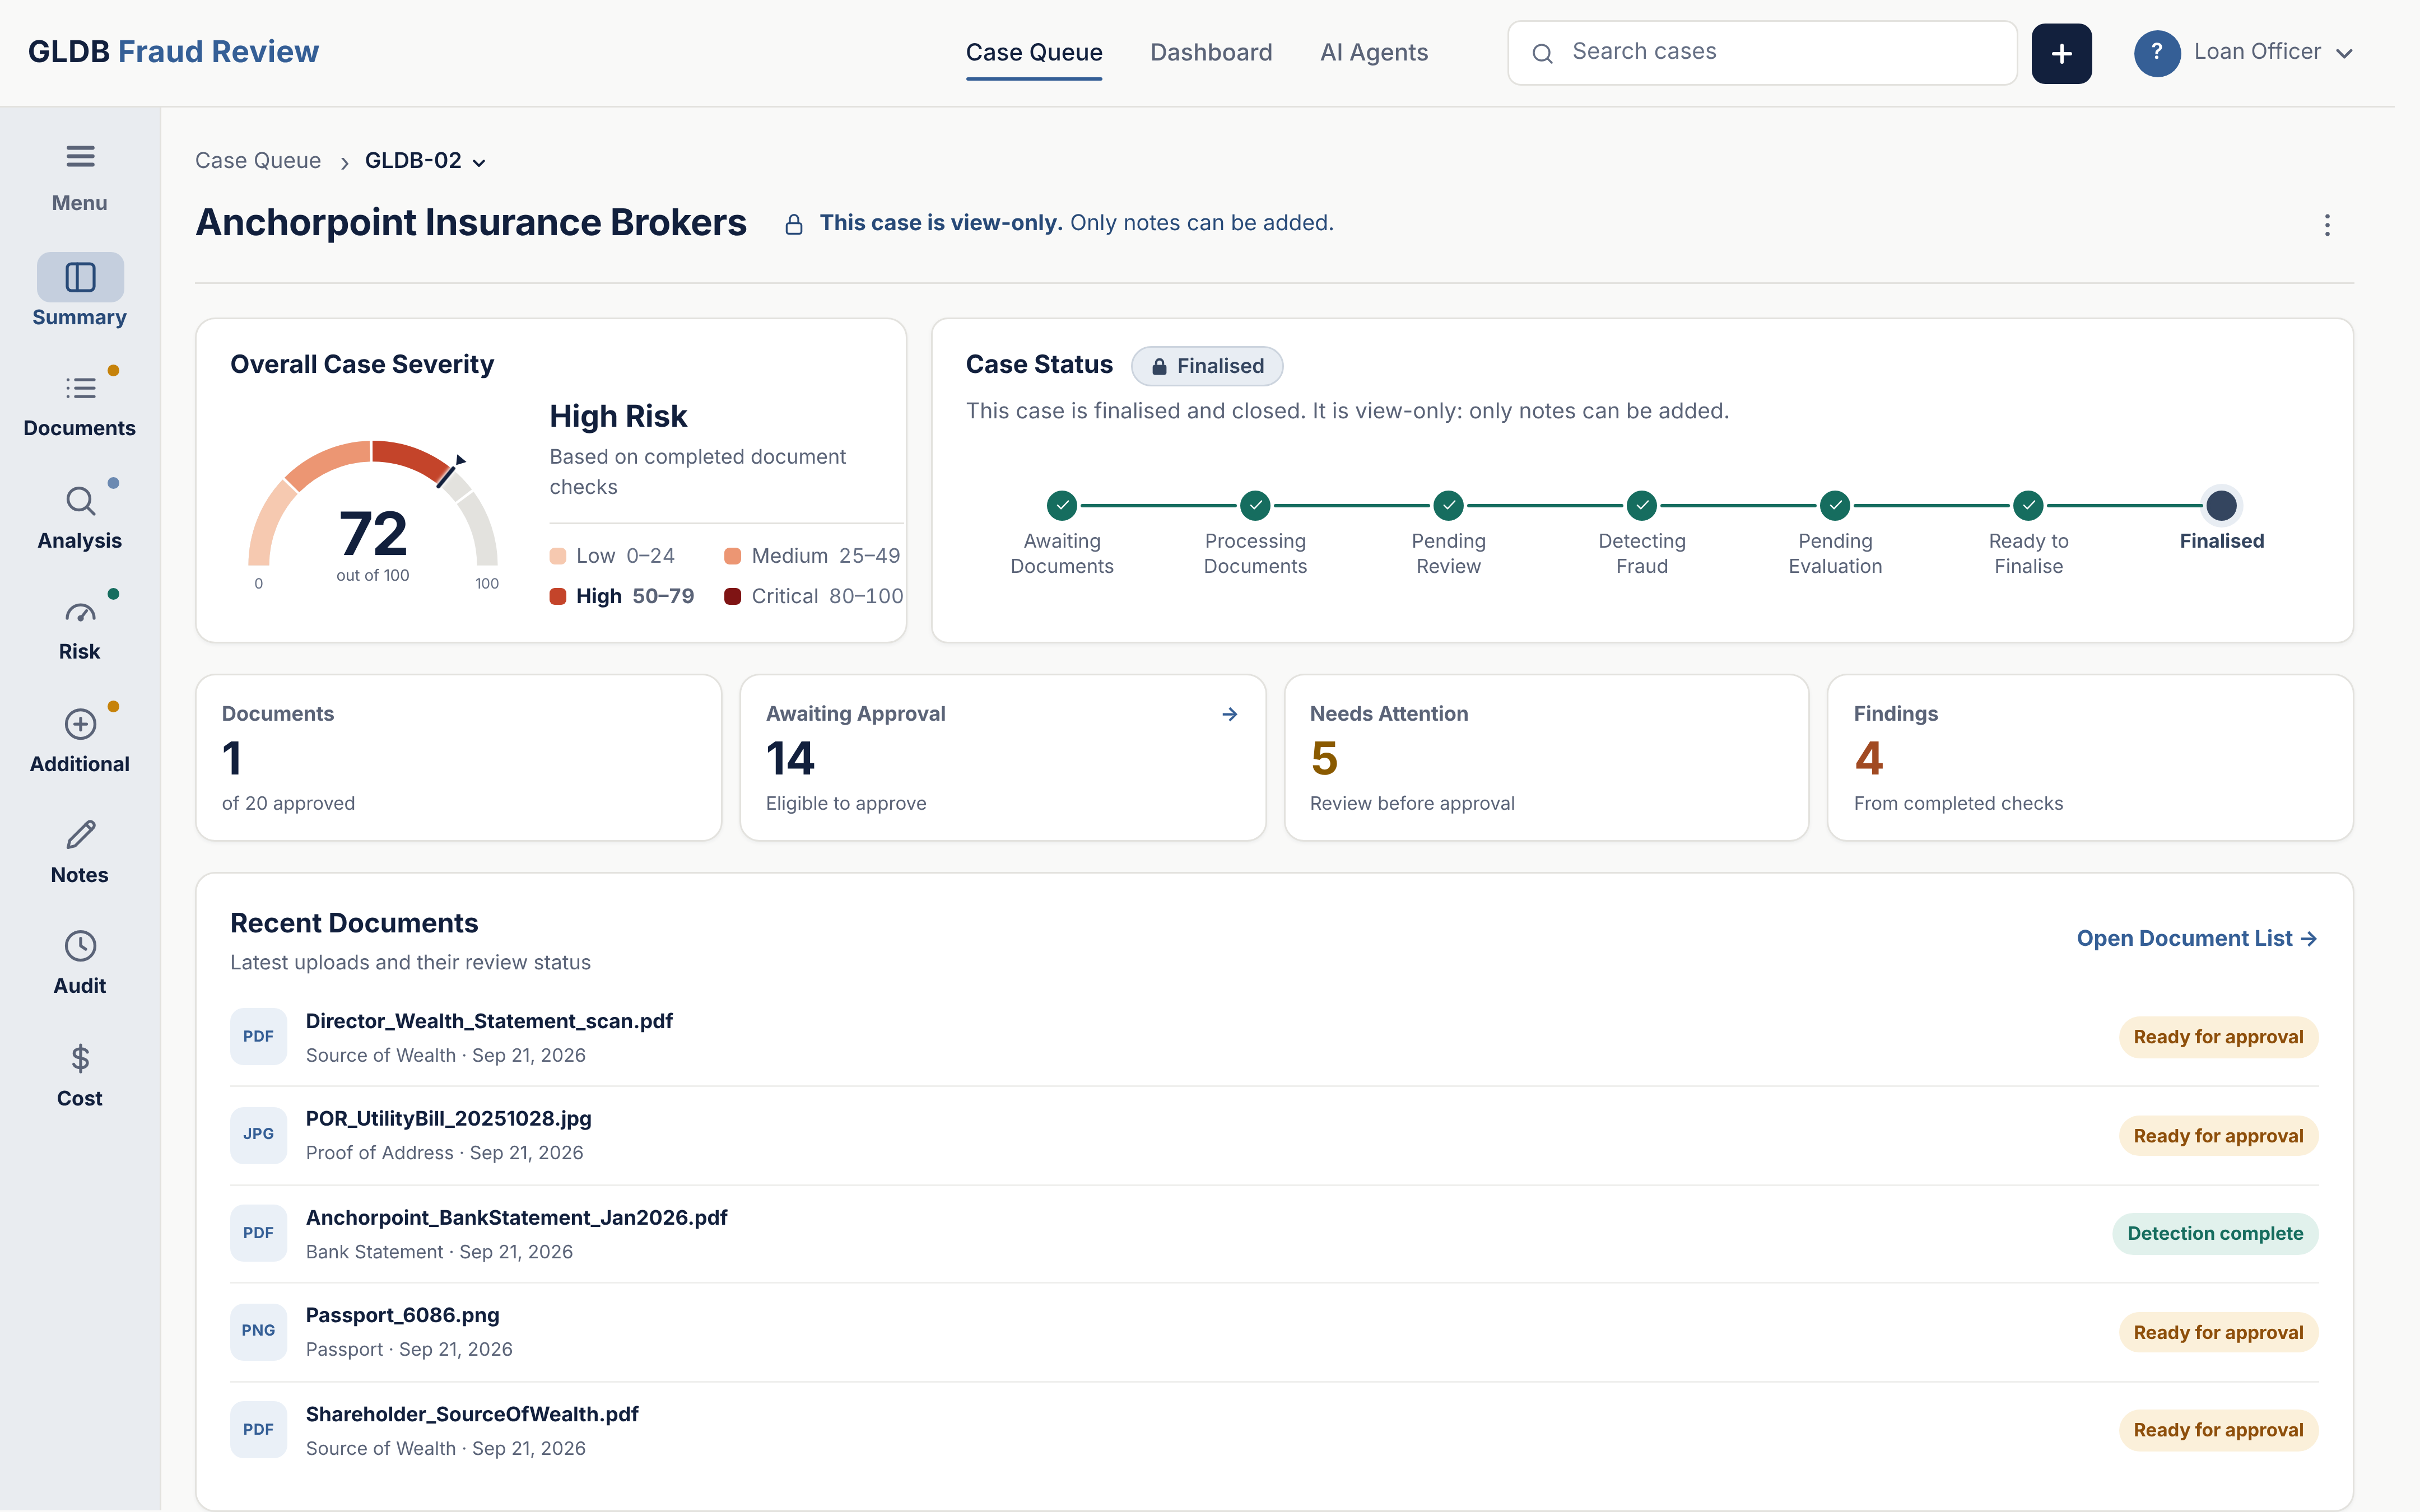 GLDB Fraud Review
Case Queue
Dashboard
AI Agents
Search cases
?
Loan Officer
Menu
Summary
Documents
Analysis
Risk
Additional
Notes
Audit
$
Cost
Case Queue › GLDB-02
Anchorpoint Insurance Brokers
This case is view-only. Only notes can be added.
Overall Case Severity
72
out of 100
0
100
High Risk
Based on completed document
checks
Low 0–24
Medium 25–49
High 50–79
Critical 80–100
Case Status
Finalised
This case is finalised and closed. It is view-only: only notes can be added.
Awaiting
Documents
Processing
Documents
Pending
Review
Detecting
Fraud
Pending
Evaluation
Ready to
Finalise
Finalised
Documents
1
of 20 approved
Awaiting Approval →
14
Eligible to approve
Needs Attention
5
Review before approval
Findings
4
From completed checks
Recent Documents
Latest uploads and their review status
Open Document List →
PDF
Director_Wealth_Statement_scan.pdf
Source of Wealth · Sep 21, 2026
Ready for approval
JPG
POR_UtilityBill_20251028.jpg
Proof of Address · Sep 21, 2026
Ready for approval
PDF
Anchorpoint_BankStatement_Jan2026.pdf
Bank Statement · Sep 21, 2026
Detection complete
PNG
Passport_6086.png
Passport · Sep 21, 2026
Ready for approval
PDF
Shareholder_SourceOfWealth.pdf
Source of Wealth · Sep 21, 2026
Ready for approval